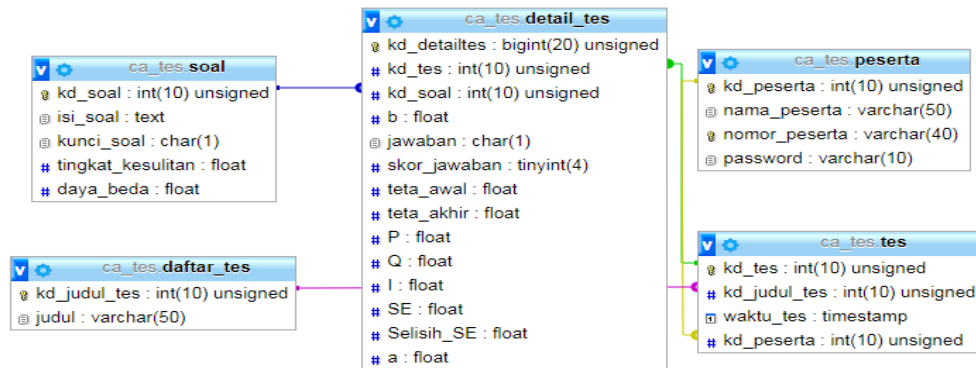 ca_tes.soal
kd_soal : int(10) unsigned
isi_soal : text
kunci_soal : char(1)
tingkat_kesulitan : float
daya_beda : float
ca_tes.daftar_tes
kd_judul_tes : int(10) unsigned
judul : varchar(50)
ca_tes.detail_tes
kd_detailtes : bigint(20) unsigned
kd_tes : int(10) unsigned
kd_soal : int(10) unsigned
b : float
jawaban : char(1)
skor_jawaban : tinyint(4)
teta_awal : float
teta_akhir : float
P : float
Q : float
I : float
SE : float
Selisih_SE : float
a : float
ca_tes.peserta
kd_peserta : int(10) unsigned
nama_peserta : varchar(50)
nomor_peserta : varchar(40)
password : varchar(10)
ca_tes.tes
kd_tes : int(10) unsigned
kd_judul_tes : int(10) unsigned
waktu_tes : timestamp
kd_peserta : int(10) unsigned